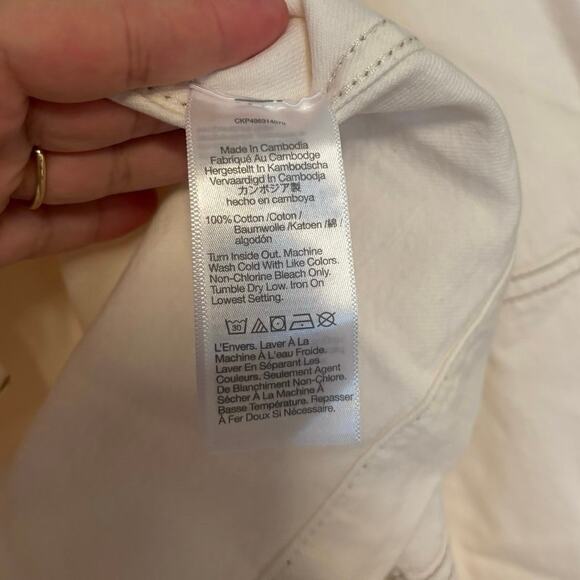 Made In Cambodia
Fabriqué Au Cambodge
Hergestellt In Kambodscha
Vervaardigd In Cambodja
カンボジア製
hecho en camboya
100% Cotton /Coton /
Baumwolle /Katoen /綿/
algodón
Turn Inside Out. Machine
Wash Cold With Like Colors.
Non-Chlorine Bleach Only.
Tumble Dry Low. Iron On
Lowest Setting.
30
L'Envers. Laver À La
Machine À L'eau Froide.
Laver En Séparant Les
Couleurs. Seulement Agent
De Blanchiment Non-Chlore.
Sécher À La Machine À
Basse Température. Repasser
À Fer Doux Si Nécessaire.